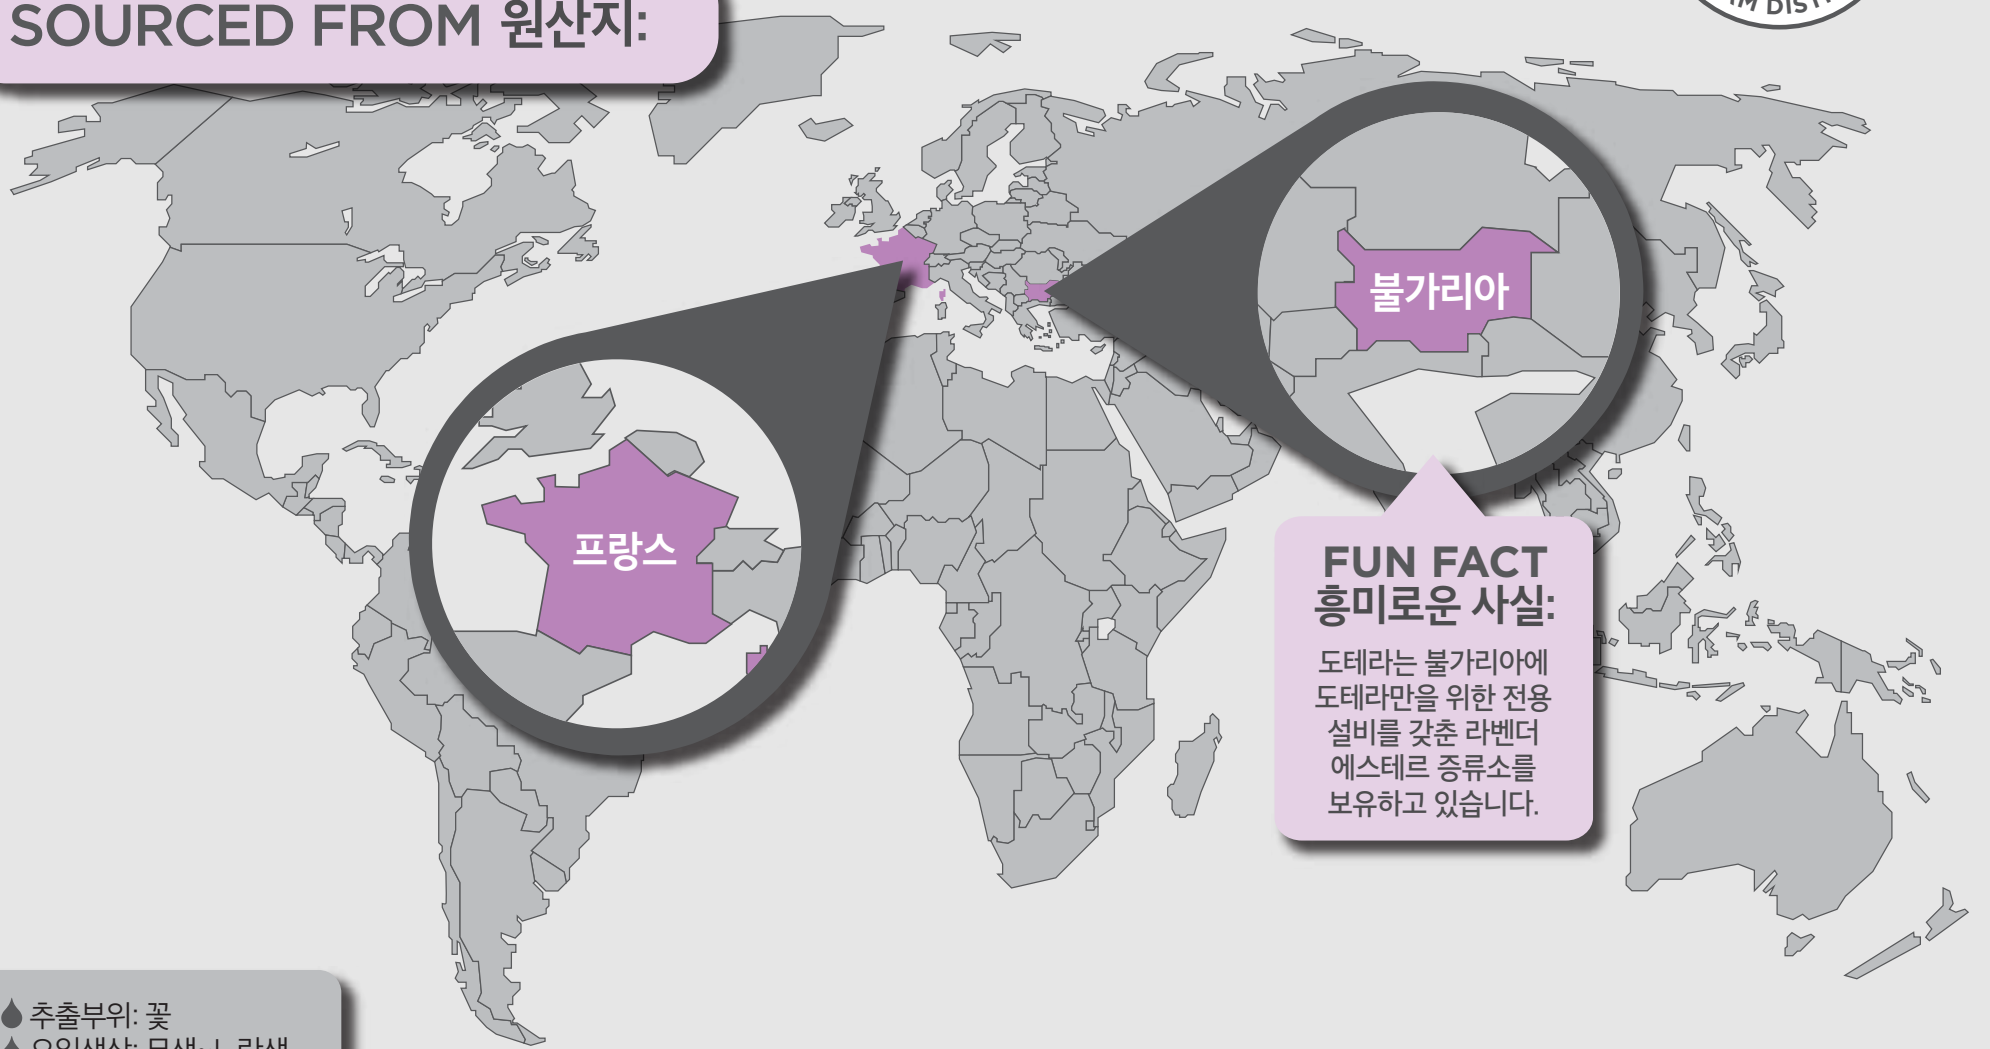 SOURCED FROM 원산지:
불가리아
프랑스
FUN FACT
흥미로운 사실:
도테라는 불가리아에
도테라만을 위한 전용
설비를 갖춘 라벤더
에스테르 증류소를
보유하고 있습니다.
추출부위: 꽃